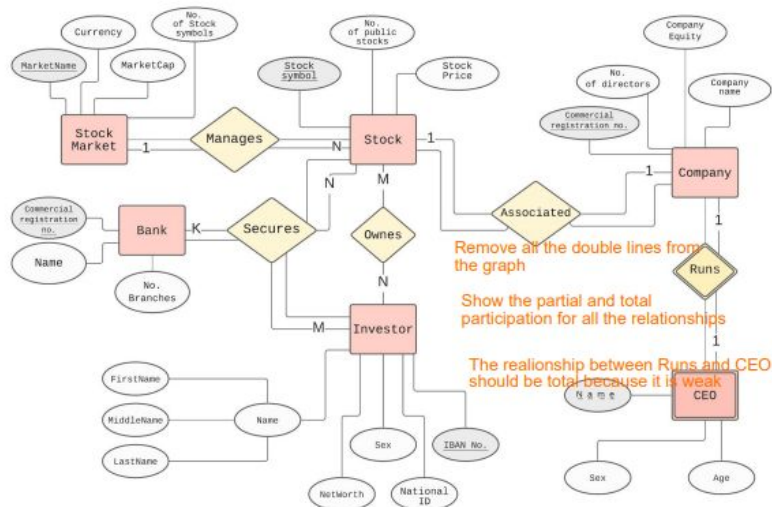 No.
of Stock
symbols
Currency
MarketName
MarketCap
Stock
Market
1
Manages
N
No.
of public
stocks
Stock
symbol
Stock
Price
Stock
1
M
N
Company
Equity
No.
of directors
Company
name
Commercial
registration no.
Company
1
1
Associated
Commercial
registration
no.
Bank
K
Secures
Name
No.
Branches
M
Ownes
N
Investor
Runs
1
1
Remove all the double lines from
the graph
Show the partial and total
participation for all the relationships
The realionship between Runs and CEO
should be total because it is weak
FirstName
MiddleName
LastName
Name
Sex
IBAN No.
NetWorth
National
ID
Name
CEO
Sex
Age